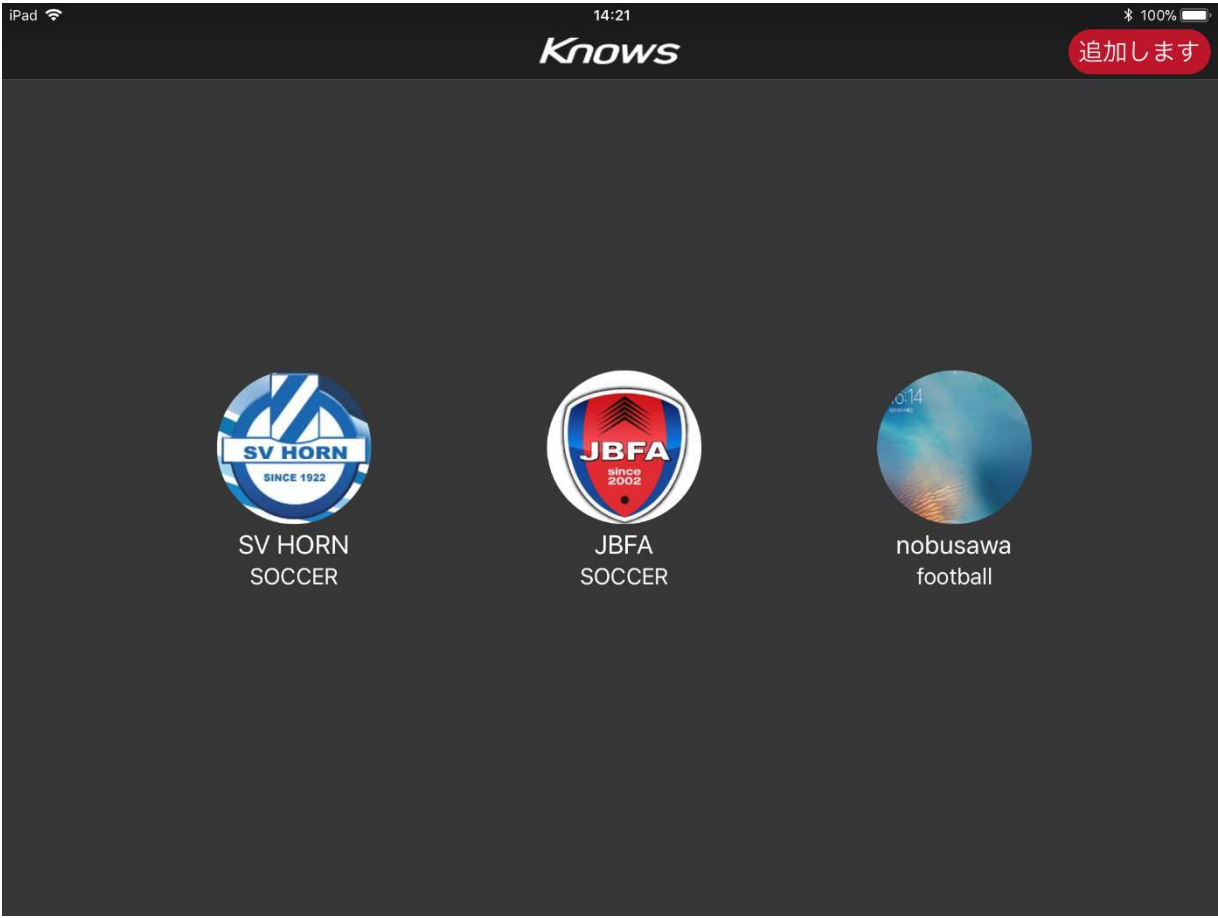 iPad
14:21
100%
Knows
追加します
SV HORN
SINCE 1922
JBFA
since
2002
SV HORN
SOCCER
JBFA
SOCCER
nobusawa
football